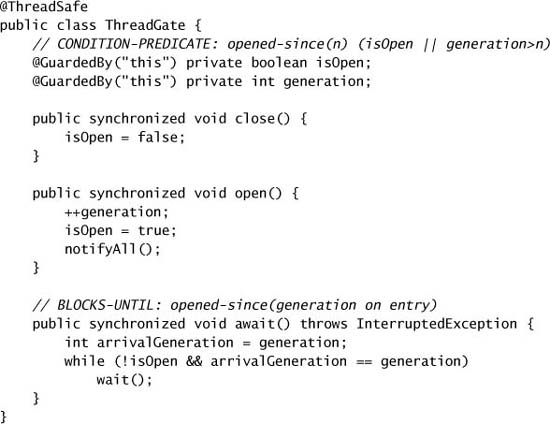 @ThreadSafe
public class ThreadGate {
    // CONDITION-PREDICATE: opened-since(n) (isOpen || generation>n)
    @GuardedBy("this") private boolean isOpen;
    @GuardedBy("this") private int generation;

    public synchronized void close() {
        isOpen = false;
    }

    public synchronized void open() {
        ++generation;
        isOpen = true;
        notifyAll();
    }

    // BLOCKS-UNTIL: opened-since(generation on entry)
    public synchronized void await() throws InterruptedException {
        int arrivalGeneration = generation;
        while (!isOpen && arrivalGeneration == generation)
            wait();
    }
}